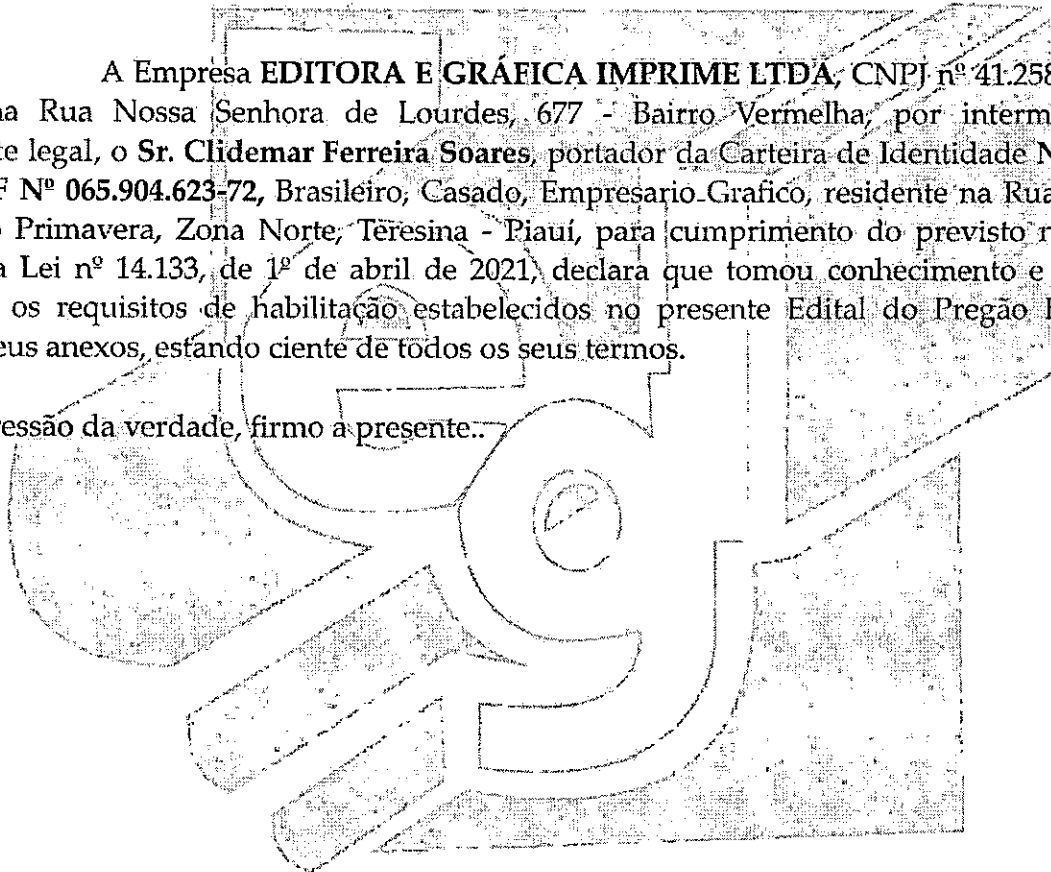 A Empresa EDITORA E GRÁFICA IMPRIME LTDA, CNPJ nº 41.258
na Rua Nossa Senhora de Lourdes, 677 - Bairro Vermelha, por interm
te legal, o Sr. Clidemar Ferreira Soares, portador da Carteira de Identidade N
F Nº 065.904.623-72, Brasileiro, Casado, Empresario Grafico, residente na Rua
o Primavera, Zona Norte, Teresina - Piauí, para cumprimento do previsto n
a Lei nº 14.133, de 1º de abril de 2021, declara que tomou conhecimento e
os requisitos de habilitação estabelecidos no presente Edital do Pregão
eus anexos, estando ciente de todos os seus termos.
ressão da verdade, firmo a presente..